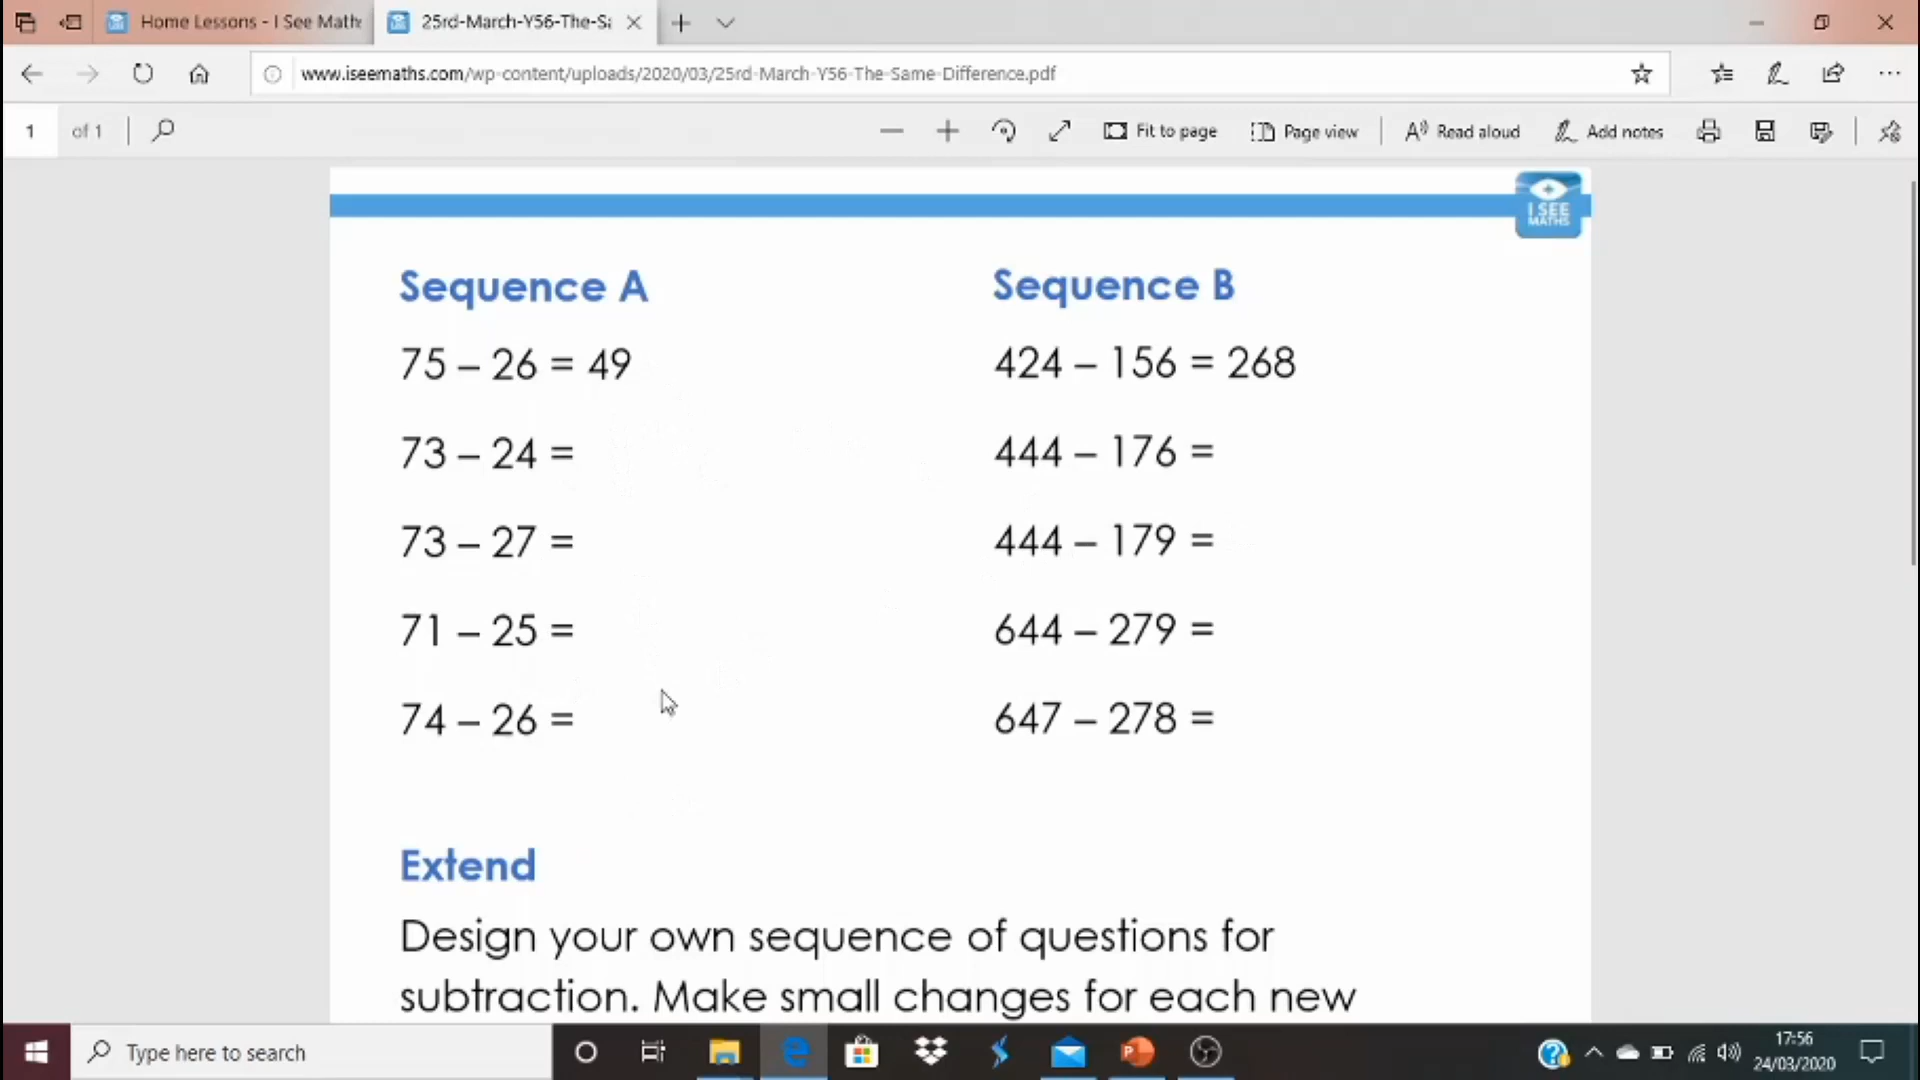 Home Lessons - I See Math
25rd-March-Y56-The-Sa
www.iseemaths.com/wp-content/uploads/2020/03/25rd-March-Y56-The-Same-Difference.pdf
1 of 1
Fit to page
Page view
Read aloud
Add notes
I SEE
MATHS
Sequence A
75 – 26 = 49
73 – 24 =
73 – 27 =
71 – 25 =
74 – 26 =
Sequence B
424 – 156 = 268
444 – 176 =
444 – 179 =
644 – 279 =
647 – 278 =
Extend
Design your own sequence of questions for
subtraction. Make small changes for each new
Type here to search
17:56
24/03/2020